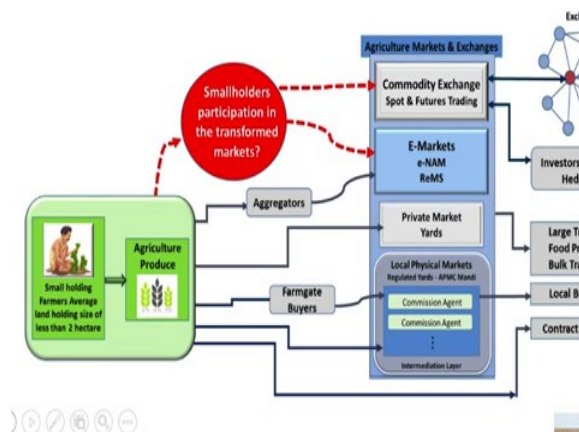 Exc
Agriculture Markets & Exchanges
Smallholders
participation in
the transformed
markets?
Commodity Exchange
Spot & Futures Trading
E-Markets
e-NAM
ReMS
Investors
Hed
Aggregators
Private Market
Yards
Agriculture
Produce
Small holding
Farmers Average
land holding size of
less than 2 hectare
Large T
Food Pr
Bulk Tra
Local Physical Markets
Regulated Yards - APMC Mandi
Farmgate
Buyers
Commission Agent
Commission Agent
Local B
Contract
Intermediation Layer